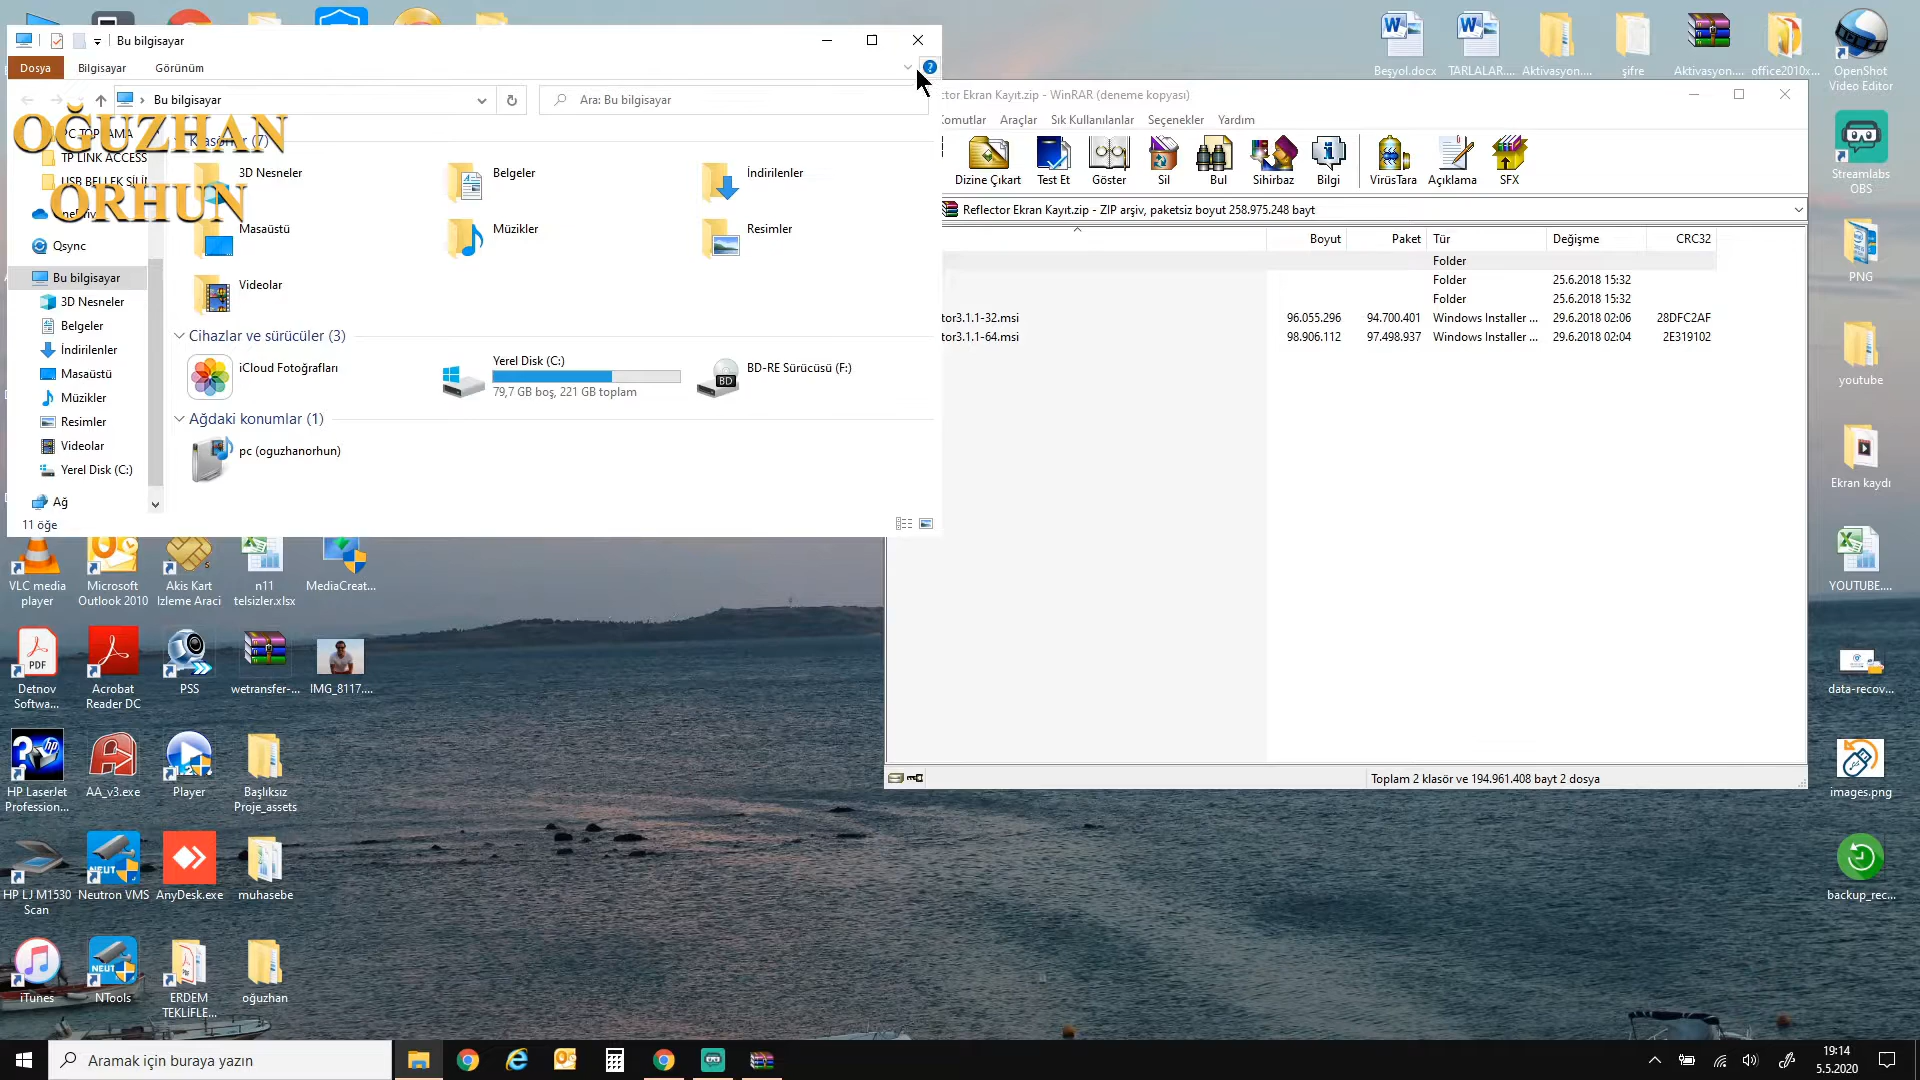 Bu bilgisayar
Dosya
Bilgisayar
Görünüm
Bu bilgisayar
Ara: Bu bilgisayar
OĞUZHAN
ORHUN
PC TOPLAMA
TP LINK ACCESS
USB BELLEK SİLİ
OneDriv
Qsync
Bu bilgisayar
3D Nesneler
Belgeler
İndirilenler
Masaüstü
Müzikler
Resimler
Videolar
Yerel Disk (C:)
Ağ
11 öğe
Klasörler (7)
3D Nesneler
Belgeler
İndirilenler
Masaüstü
Müzikler
Resimler
Videolar
Cihazlar ve sürücüler (3)
iCloud Fotoğrafları
Yerel Disk (C:)
79,7 GB boş, 221 GB toplam
BD-RE Sürücüsü (F:)
BD
Ağdaki konumlar (1)
pc (oguzhanorhun)
ctor Ekran Kayıt.zip - WinRAR (deneme kopyası)
Komutlar
Araçlar
Sık Kullanılanlar
Seçenekler
Yardım
Dizine Çıkart
Test Et
Göster
Sil
Bul
Sihirbaz
Bilgi
VirüsTara
Açıklama
SFX
Reflector Ekran Kayıt.zip - ZIP arşiv, paketsiz boyut 258.975.248 bayt
Boyut Paket Tür Değişme CRC32
Folder
Folder 25.6.2018 15:32
Folder 25.6.2018 15:32
tor3.1.1-32.msi 96.055.296 94.700.401 Windows Installer ... 29.6.2018 02:06 28DFC2AF
tor3.1.1-64.msi 98.906.112 97.498.937 Windows Installer ... 29.6.2018 02:04 2E319102
Toplam 2 klasör ve 194.961.408 bayt 2 dosya
Beşyol.docx
TARLALAR....
Aktivasyon....
şifre
Aktivasyon....
office2010x...
OpenShot
Video Editor
Streamlabs
OBS
PNG
youtube
Ekran kaydı
YOUTUBE....
data-recov...
images.png
backup_rec...
VLC media
player
Microsoft
Outlook 2010
Akis Kart
Izleme Araci
n11
telsizler.xlsx
MediaCreat...
PDF
Detnov
Softwa...
Acrobat
Reader DC
PSS
wetransfer-...
IMG_8117....
HP LaserJet
Profession...
AA_v3.exe
Player
Başlıksız
Proje_assets
HP LJ M1530
Scan
NEUT
Neutron VMS
AnyDesk.exe
muhasebe
iTunes
NEUT
NTools
ERDEM
TEKLİFLE...
oğuzhan
Aramak için buraya yazın
19:14
5.5.2020